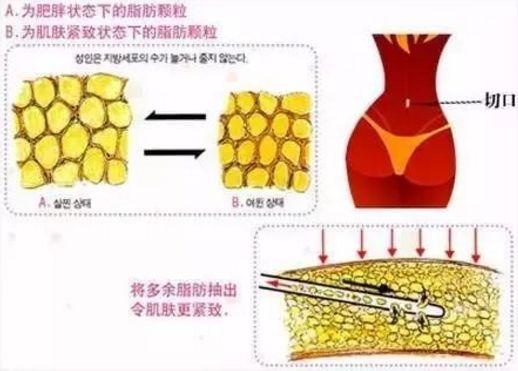 A.为肥胖状态下的脂肪颗粒
B.为肌肤紧致状态下的脂肪颗粒
성인은 지방세포의 수가 늘거나 줄지 않는다.
A. 살찐 상태
B. 여윈 상태
切口
将多余脂肪抽出
令肌肤更紧致.